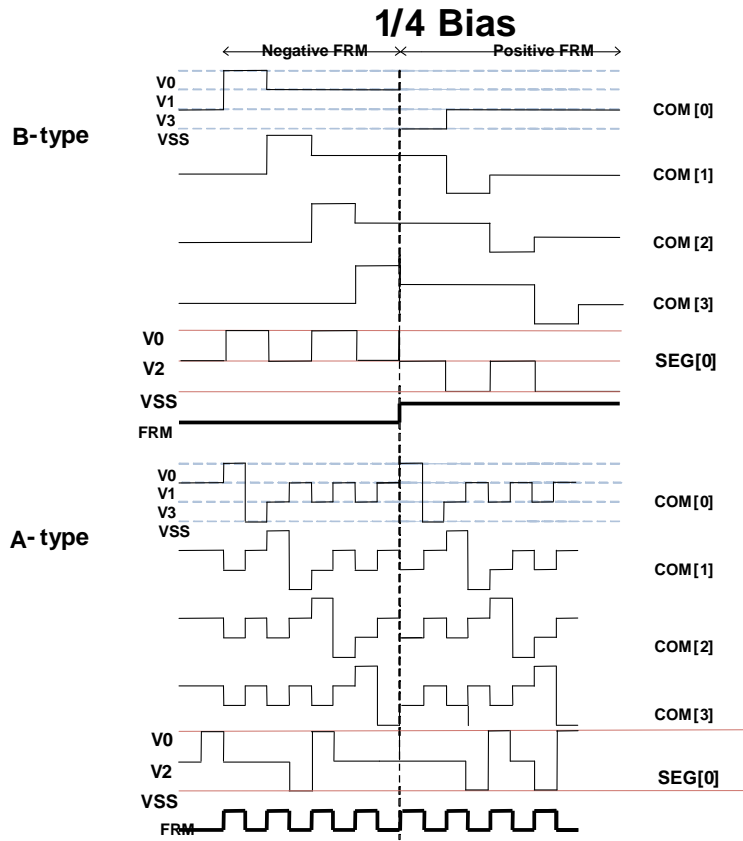 1/4 Bias
Negative FRM Positive FRM
V0
V1
V3
VSS
B-type
COM[0]
COM[1]
COM[2]
COM[3]
V0
V2
VSS
SEG[0]
FRM
V0
V1
V3
VSS
A-type
COM[0]
COM[1]
COM[2]
COM[3]
V0
V2
VSS
SEG[0]
FRM